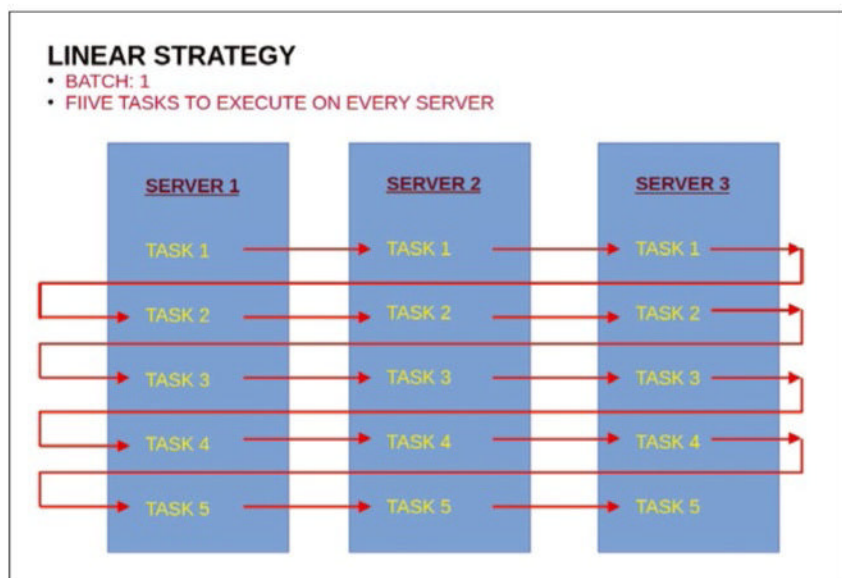 LINEAR STRATEGY
• BATCH: 1
• FIIVE TASKS TO EXECUTE ON EVERY SERVER
SERVER 1 SERVER 2 SERVER 3
TASK 1 TASK 1 TASK 1
TASK 2 TASK 2 TASK 2
TASK 3 TASK 3 TASK 3
TASK 4 TASK 4 TASK 4
TASK 5 TASK 5 TASK 5